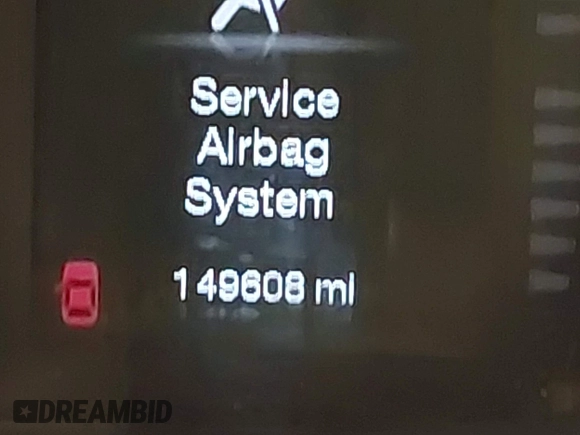 Service
Airbag
System
149608 mi
DREAMBID